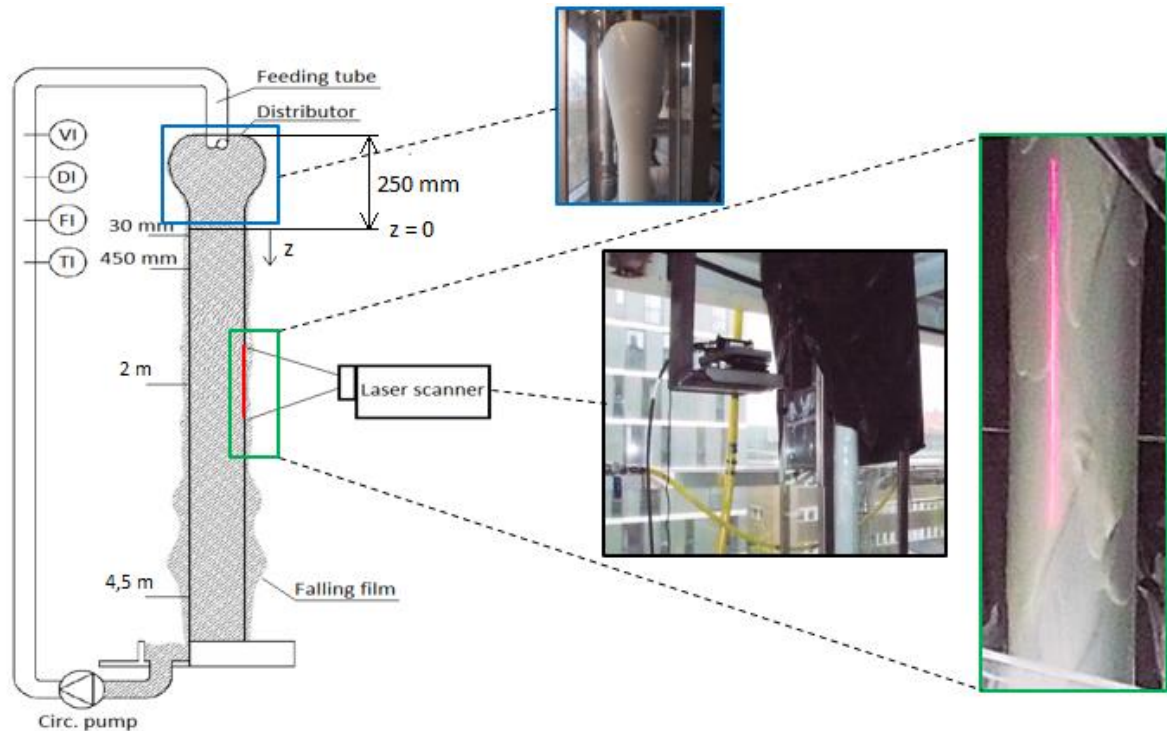 Feeding tube
Distributor
VI
DI
250 mm
FI
30 mm
z = 0
z
TI
450 mm
2 m
Laser scanner
4,5 m
Falling film
Circ. pump